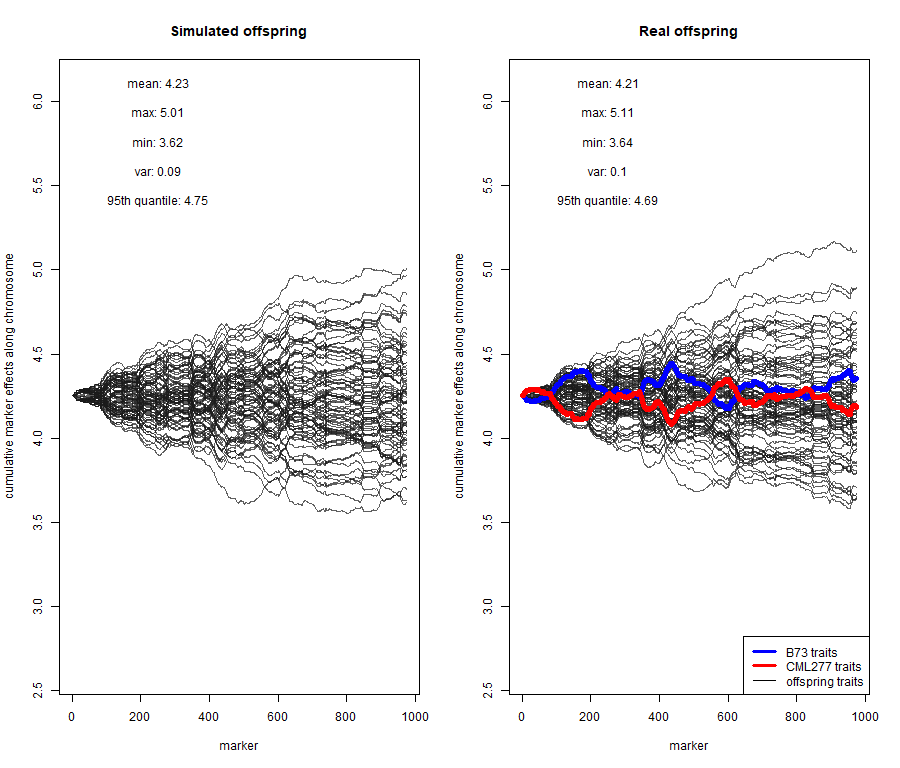 Simulated offspring
mean: 4.23
max: 5.01
min: 3.62
var: 0.09
95th quantile: 4.75
cumulative marker effects along chromosome
6.0
5.5
5.0
4.5
4.0
3.5
3.0
2.5
0 200 400 600 800 1000
marker
Real offspring
mean: 4.21
max: 5.11
min: 3.64
var: 0.1
95th quantile: 4.69
cumulative marker effects along chromosome
6.0
5.5
5.0
4.5
4.0
3.5
3.0
2.5
B73 traits
CML277 traits
offspring traits
0 200 400 600 800 1000
marker